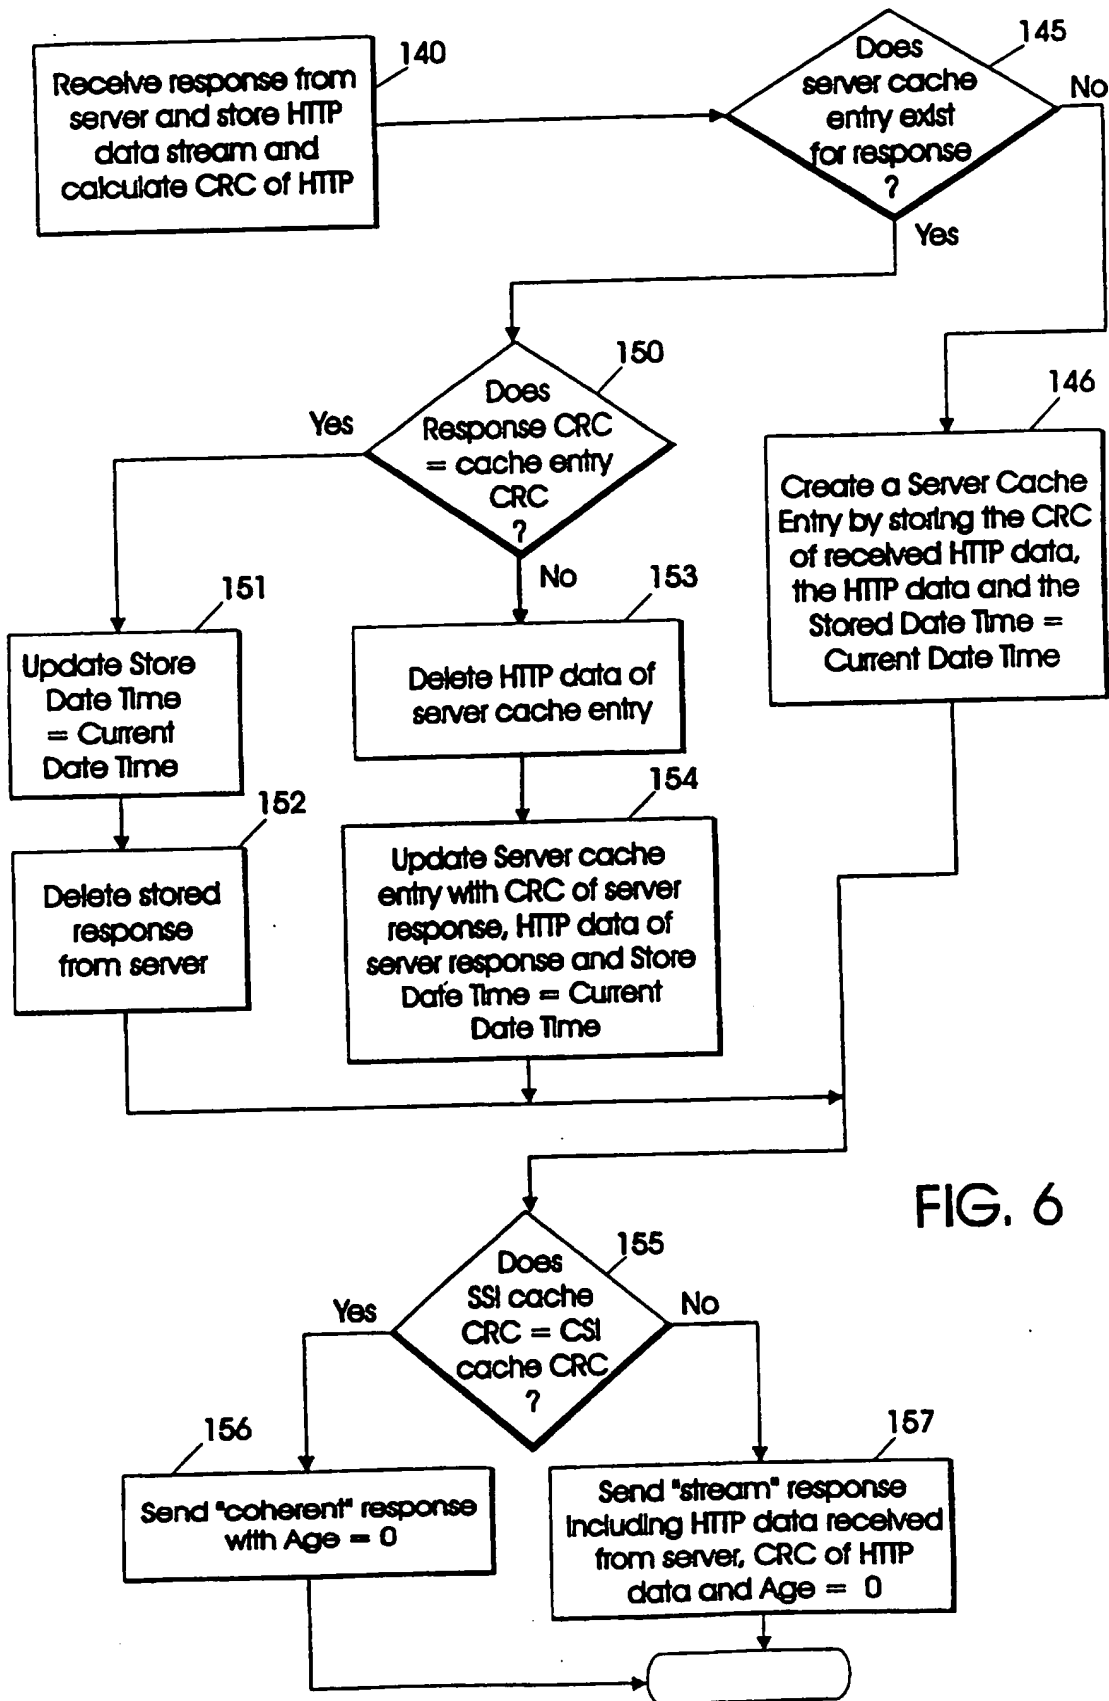 140
Receive response from
server and store HTTP
data stream and
calculate CRC of HTTP
145
Does
server cache
entry exist
for response
?
No
Yes
150
Does
Response CRC
= cache entry
CRC
?
Yes
No
146
Create a Server Cache
Entry by storing the CRC
of received HTTP data,
the HTTP data and the
Stored Date Time =
Current Date Time
151
Update Store
Date Time
= Current
Date Time
153
Delete HTTP data of
server cache entry
152
Delete stored
response
from server
154
Update Server cache
entry with CRC of server
response, HTTP data of
server response and Store
Date Time = Current
Date Time
FIG. 6
155
Does
SSI cache
CRC = CSI
cache CRC
?
Yes
No
156
Send "coherent" response
with Age = 0
157
Send "stream" response
including HTTP data received
from server, CRC of HTTP
data and Age = 0